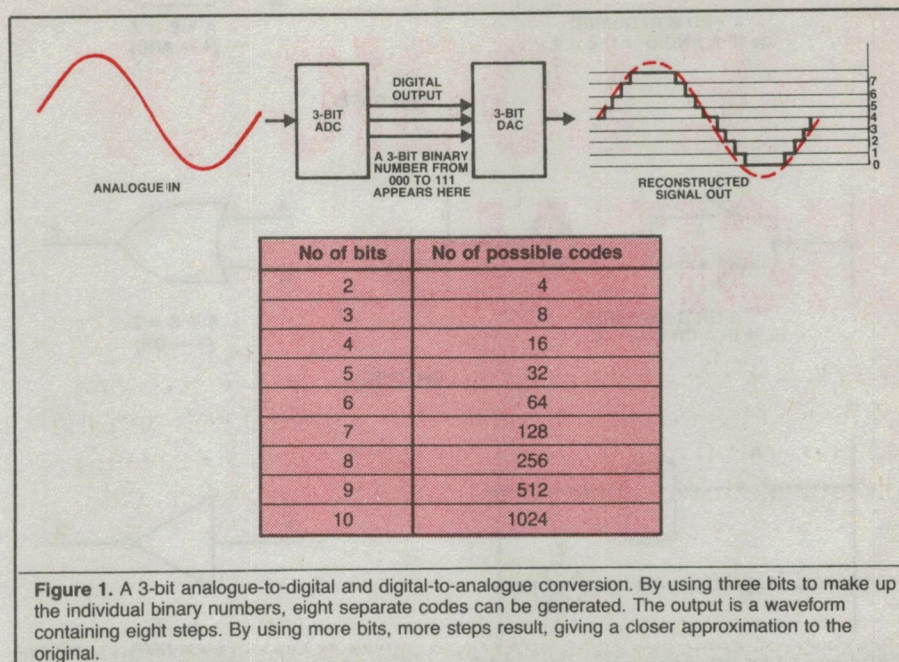 ANALOGUE IN
3-BIT
ADC
DIGITAL
OUTPUT
A 3-BIT BINARY
NUMBER FROM
000 TO 111
APPEARS HERE
3-BIT
DAC
7
6
5
4
3
2
1
0
RECONSTRUCTED
SIGNAL OUT
No of bits No of possible codes
2 4
3 8
4 16
5 32
6 64
7 128
8 256
9 512
10 1024
Figure 1. A 3-bit analogue-to-digital and digital-to-analogue conversion. By using three bits to make up
the individual binary numbers, eight separate codes can be generated. The output is a waveform
containing eight steps. By using more bits, more steps result, giving a closer approximation to the
original.